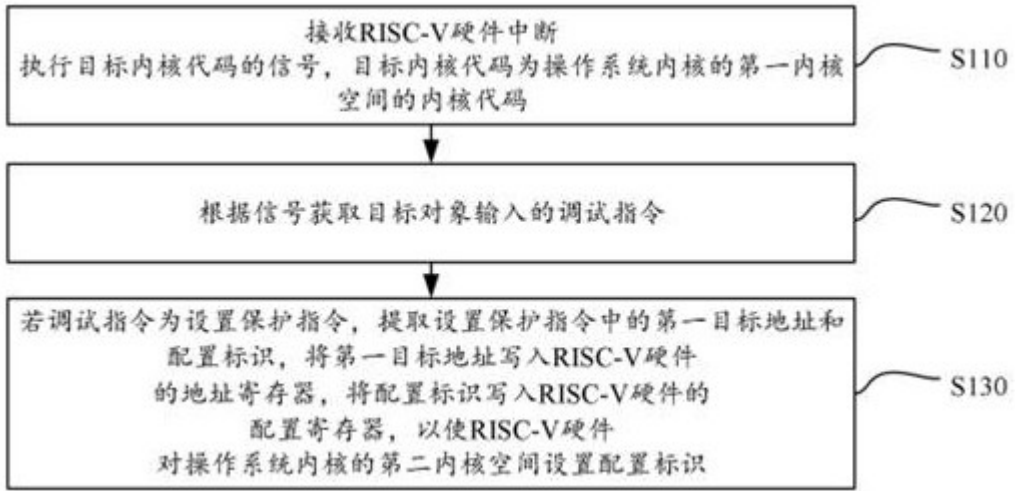 接收RISC-V硬件中断
执行目标内核代码的信号，目标内核代码为操作系统内核的第一内核
空间的内核代码
S110
根据信号获取目标对象输入的调试指令
S120
若调试指令为设置保护指令，提取设置保护指令中的第一目标地址和
配置标识，将第一目标地址写入RISC-V硬件
的地址寄存器，将配置标识写入RISC-V硬件的
配置寄存器，以使RISC-V硬件
对操作系统内核的第二内核空间设置配置标识
S130